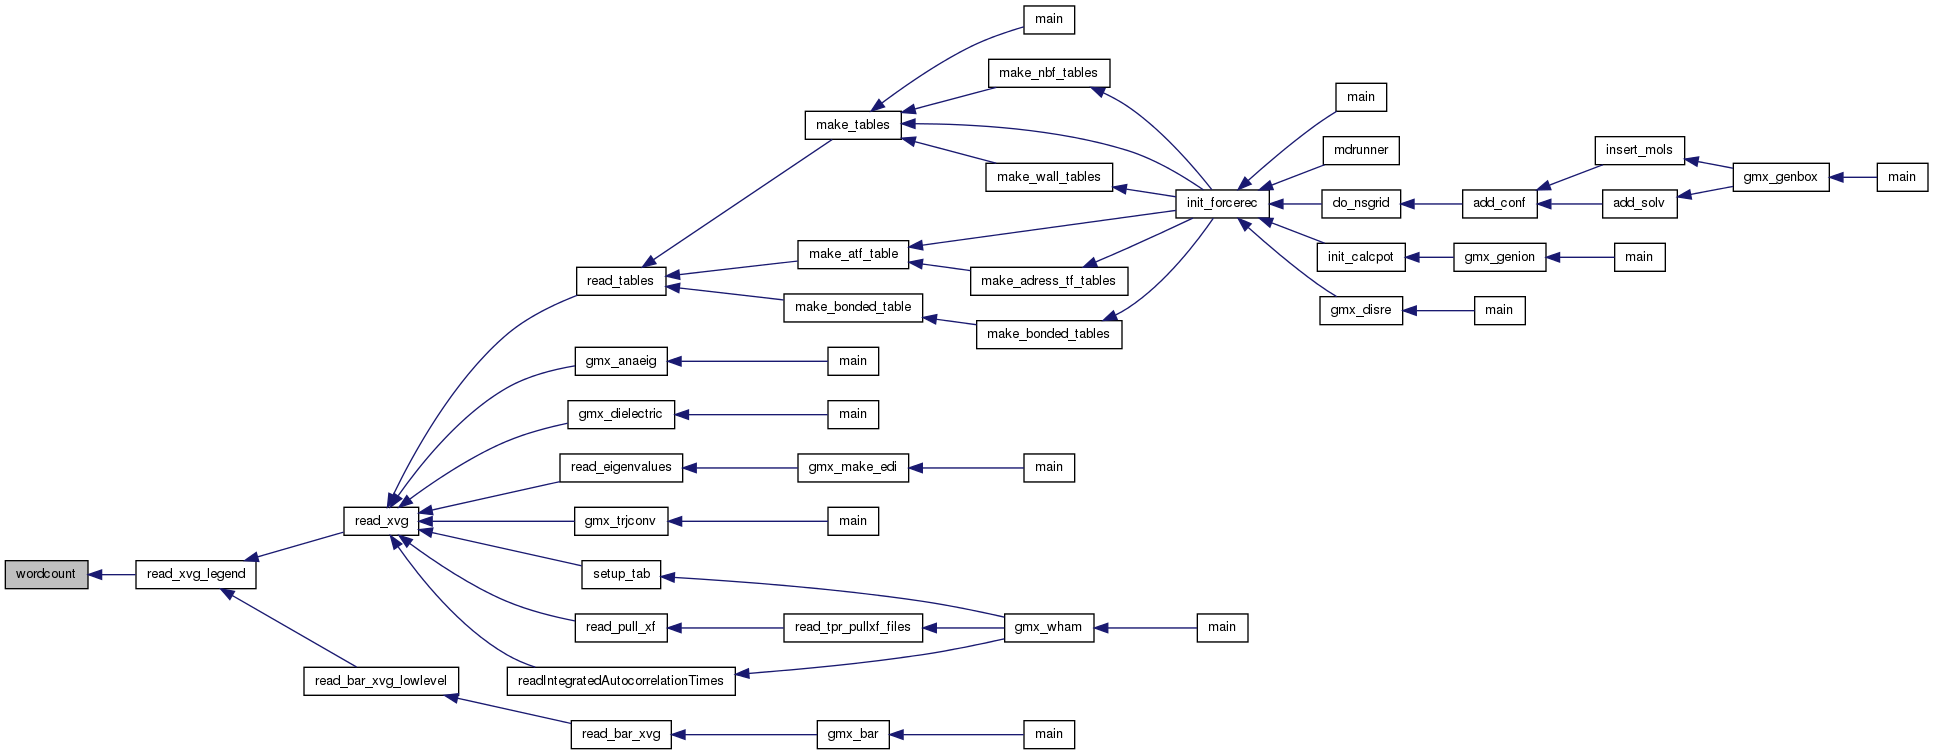 main
make_nbf_tables
main
make_tables
mdrunner
insert_mols
make_wall_tables
gmx_genbox
main
init_forcerec
do_nsgrid
add_conf
add_solv
make_atf_table
init_calcpot
gmx_genion
main
read_tables
make_adress_tf_tables
make_bonded_table
gmx_disre
main
make_bonded_tables
gmx_anaeig
main
gmx_dielectric
main
read_eigenvalues
gmx_make_edi
main
read_xvg
gmx_trjconv
main
wordcount
read_xvg_legend
setup_tab
read_pull_xf
read_tpr_pullxf_files
gmx_wham
main
read_bar_xvg_lowlevel
readIntegratedAutocorrelationTimes
read_bar_xvg
gmx_bar
main